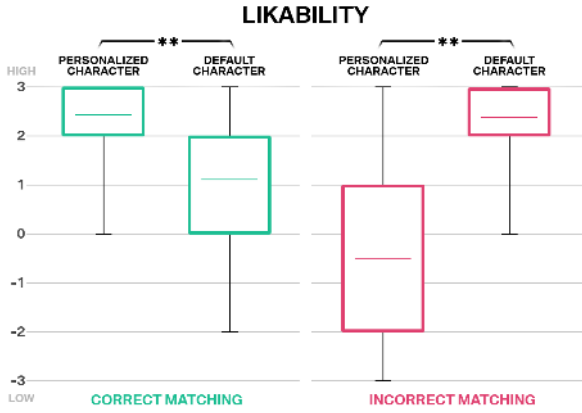 LIKABILITY
** **
PERSONALIZED CHARACTER DEFAULT CHARACTER PERSONALIZED CHARACTER DEFAULT CHARACTER
HIGH
3
2
1
0
-1
-2
-3
LOW
CORRECT MATCHING INCORRECT MATCHING